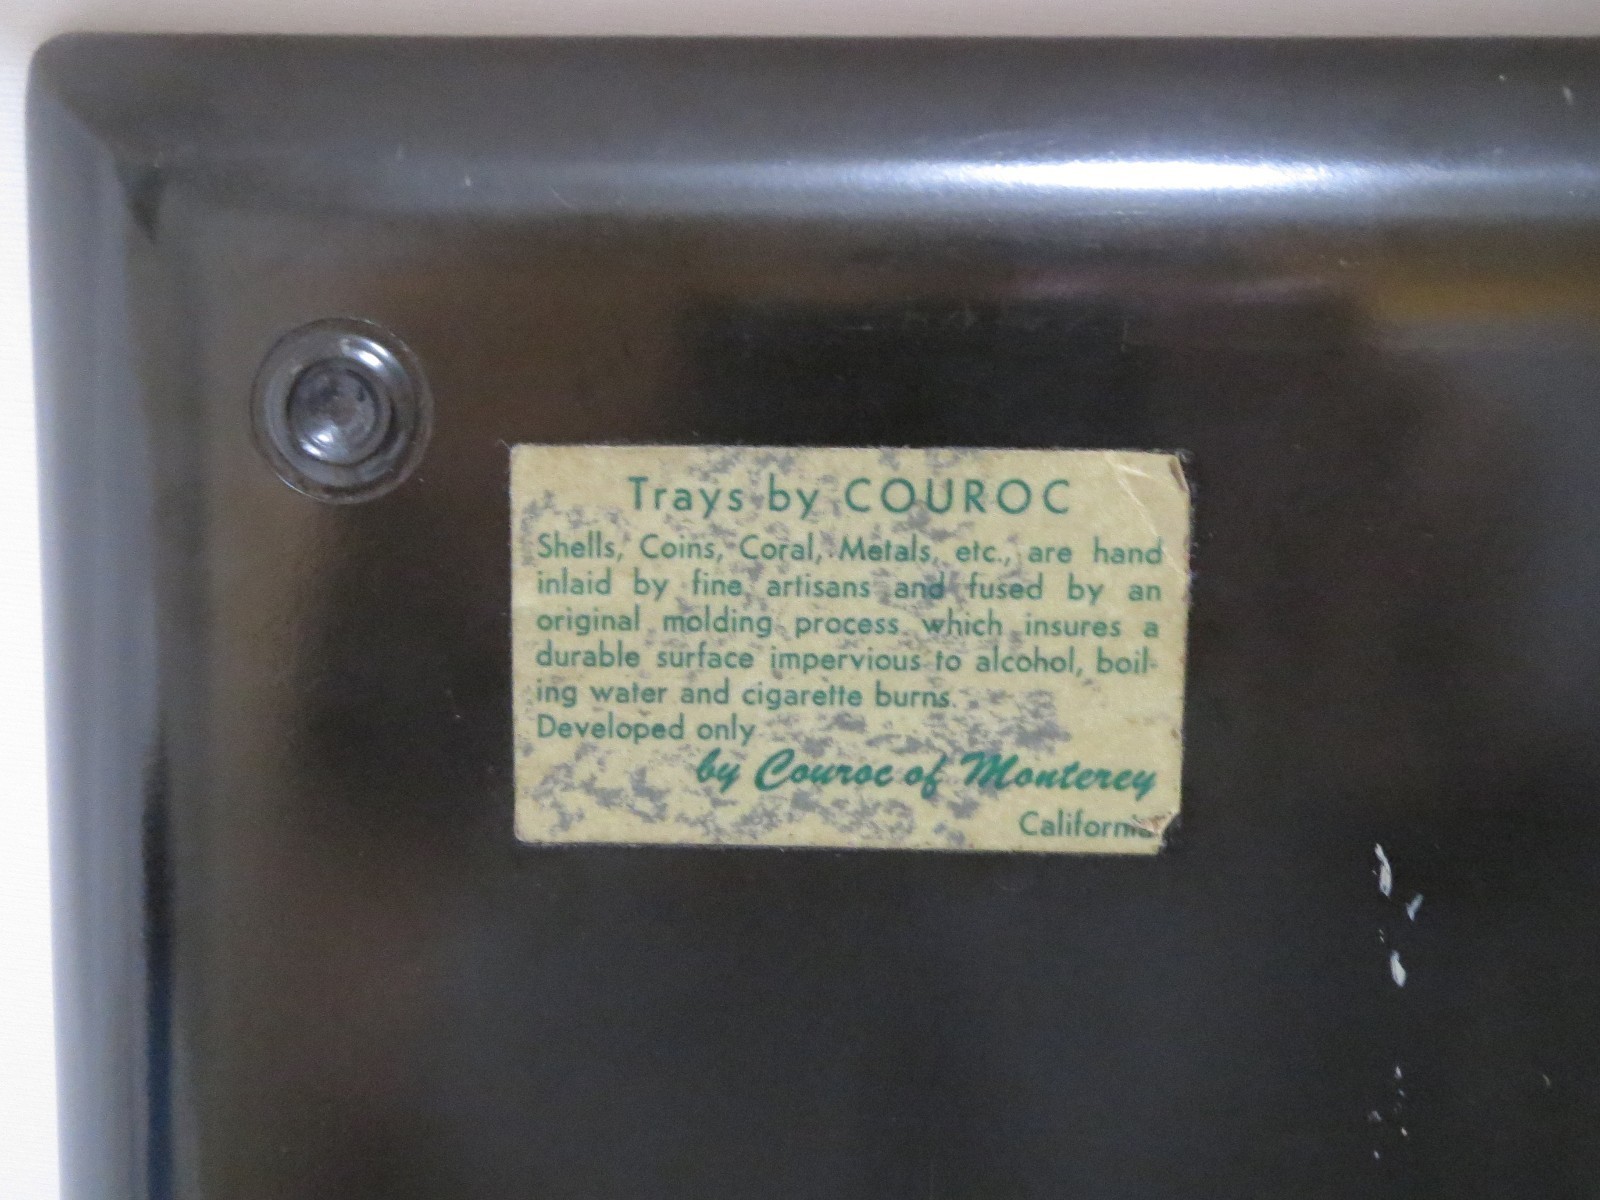 Trays by COUROC
Shells, Coins, Coral, Metals, etc., are hand
inlaid by fine artisans and fused by an
original molding process which insures a
durable surface impervious to alcohol, boil-
ing water and cigarette burns.
Developed only
by Couroc of Monterey
California